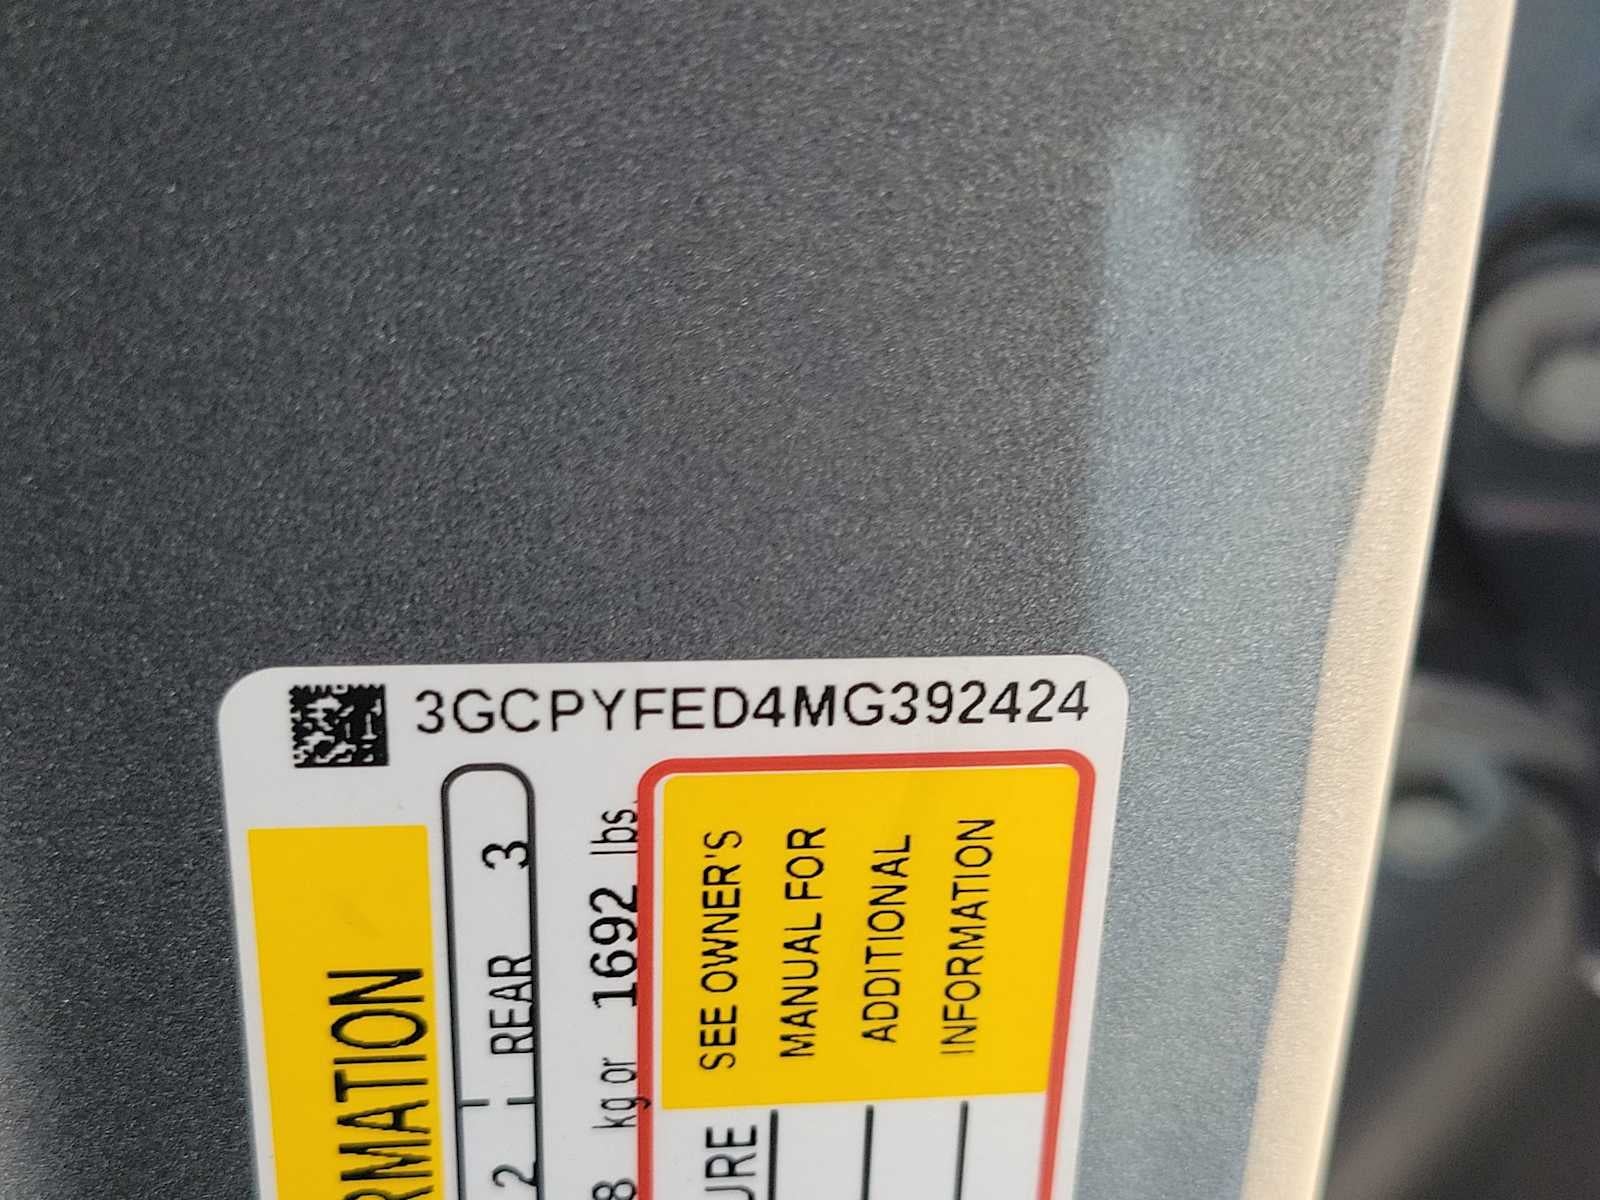 3GCPYFED4MG392424
RMATION
2 REAR 3
8 kg or 1692 lbs.
URE
SEE OWNER'S
MANUAL FOR
ADDITIONAL
INFORMATION